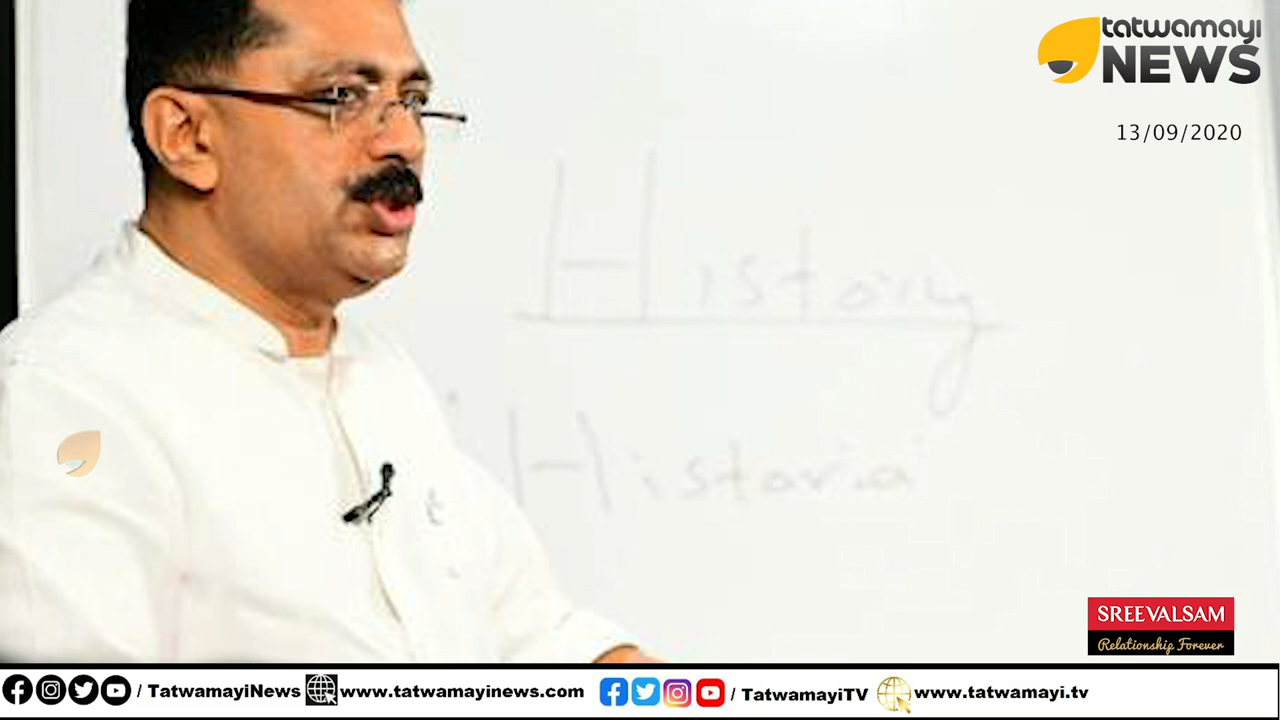 tatwamayi
NEWS
13/09/2020
History
Historia
SREEVALSAM
Relationship Forever
/ TatwamayiNews www.tatwamayinews.com / TatwamayiTV www.tatwamayi.tv